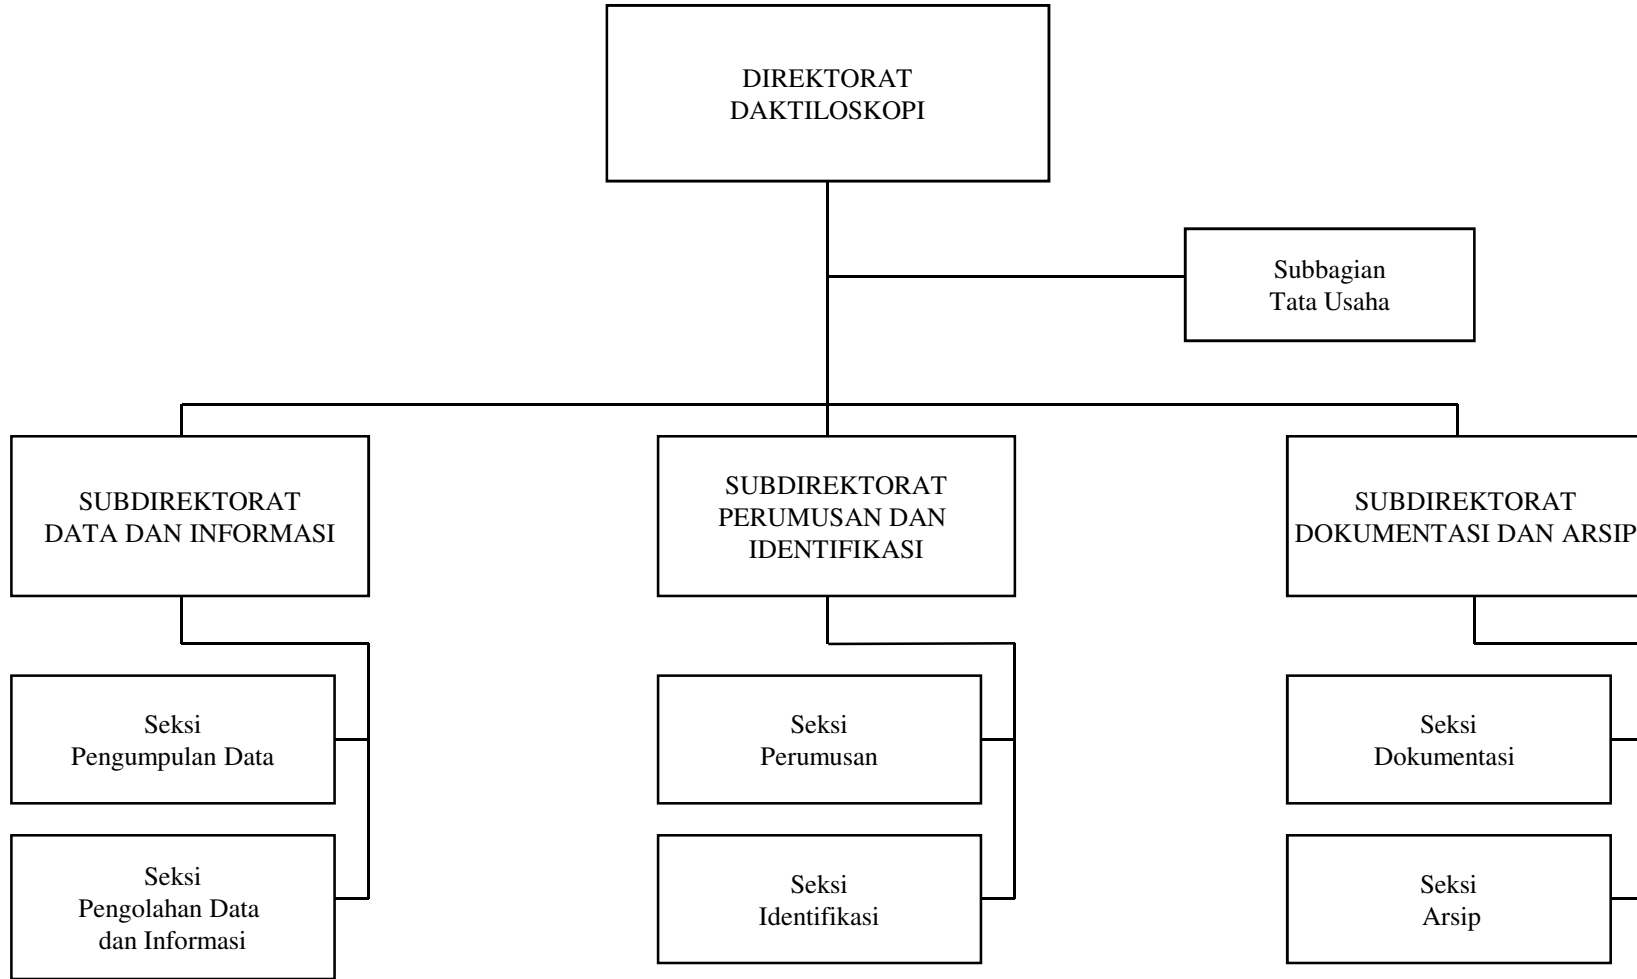 DIREKTORAT
DAKTILOSKOPI
Subbagian
Tata Usaha
SUBDIREKTORAT
DATA DAN INFORMASI
SUBDIREKTORAT
PERUMUSAN DAN
IDENTIFIKASI
SUBDIREKTORAT
DOKUMENTASI DAN ARSIP
Seksi
Pengumpulan Data
Seksi
Perumusan
Seksi
Dokumentasi
Seksi
Pengolahan Data
dan Informasi
Seksi
Identifikasi
Seksi
Arsip